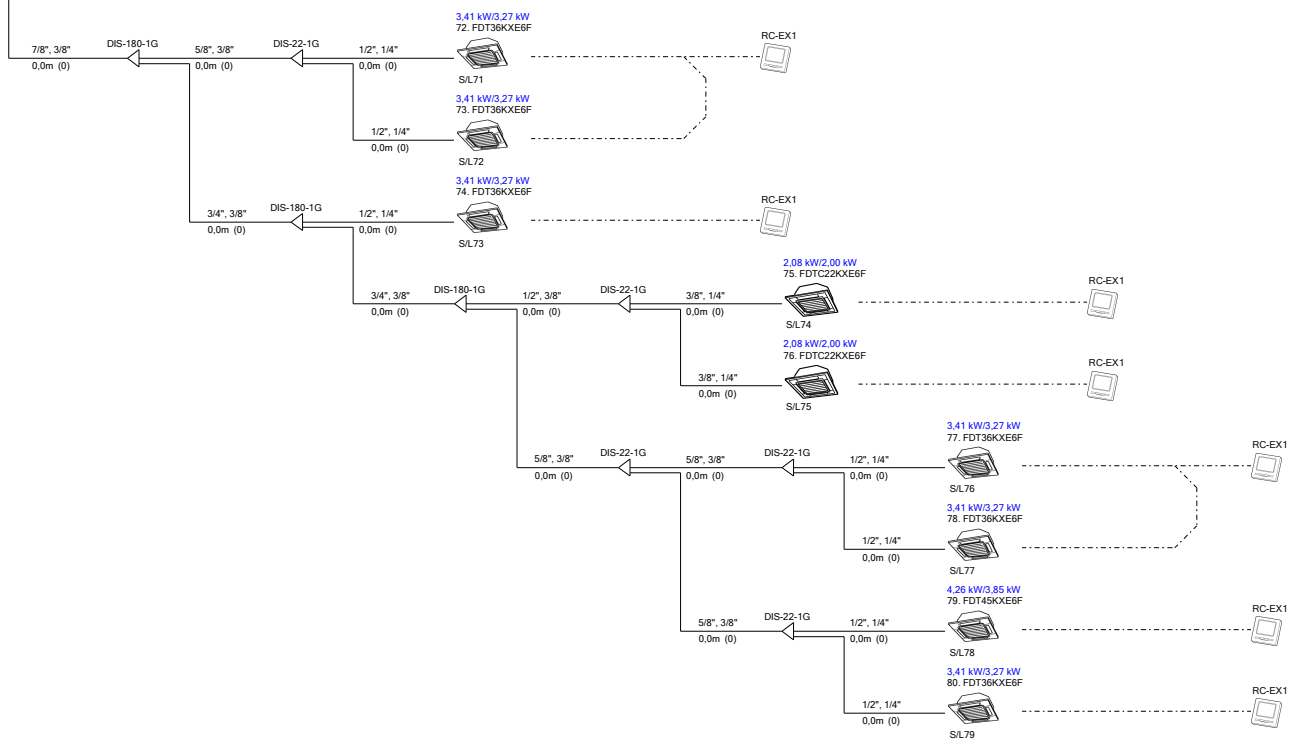 3,41 kW/3,27 kW
72. FDT36KXE6F
RC-EX1
7/8", 3/8"
DIS-180-1G
5/8", 3/8"
DIS-22-1G
1/2", 1/4"
0,0m (0)
0,0m (0)
0,0m (0)
S/L71
3,41 kW/3,27 kW
73. FDT36KXE6F
1/2", 1/4"
0,0m (0)
S/L72
3,41 kW/3,27 kW
74. FDT36KXE6F
RC-EX1
3/4", 3/8"
DIS-180-1G
1/2", 1/4"
0,0m (0)
0,0m (0)
S/L73
2,08 kW/2,00 kW
75. FDTC22KXE6F
RC-EX1
3/4", 3/8"
DIS-180-1G
1/2", 3/8"
DIS-22-1G
3/8", 1/4"
0,0m (0)
0,0m (0)
0,0m (0)
S/L74
2,08 kW/2,00 kW
76. FDTC22KXE6F
RC-EX1
3/8", 1/4"
0,0m (0)
S/L75
3,41 kW/3,27 kW
77. FDT36KXE6F
RC-EX1
5/8", 3/8"
DIS-22-1G
5/8", 3/8"
DIS-22-1G
1/2", 1/4"
0,0m (0)
0,0m (0)
0,0m (0)
S/L76
3,41 kW/3,27 kW
78. FDT36KXE6F
1/2", 1/4"
0,0m (0)
S/L77
4,26 kW/3,85 kW
79. FDT45KXE6F
RC-EX1
5/8", 3/8"
DIS-22-1G
1/2", 1/4"
0,0m (0)
0,0m (0)
S/L78
3,41 kW/3,27 kW
80. FDT36KXE6F
RC-EX1
1/2", 1/4"
0,0m (0)
S/L79